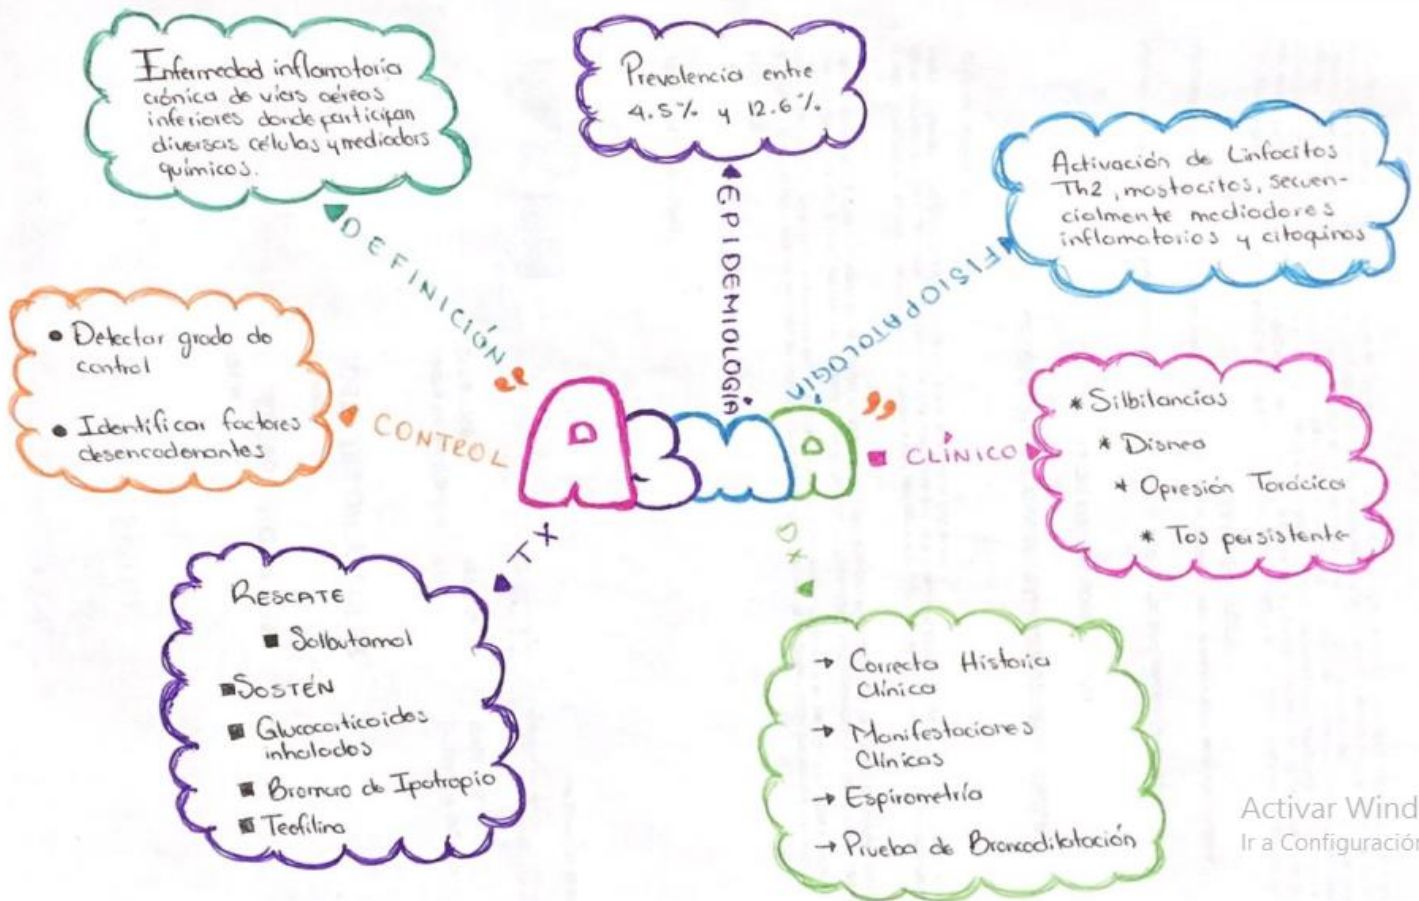 Enfermedad inflamatoria
crónica de vías aéreas
inferiores donde participan
diversas células y mediadors
químicos.
DEFINICIÓN
Prevalencia entre
4.5% y 12.6%
EPIDEMIOLOGÍA
Activación de Linfocitos
Th2, mastocitos, secuen-
cialmente mediadores
inflamatorios y citoquinas
FISIOPATOLOGÍA
• Detectar grado de
control
• Identificar factores
desencadenantes
CONTROL
"ASMA"
CLÍNICO
* Silbilancias
* Disnea
* Opresión Torácica
* Tos persistente
TX
RESCATE
■ Salbutamol
■ SOSTÉN
■ Glucocorticoides
inhalados
■ Bromuro de Ipatropio
■ Teofilina
DX
→ Correcta Historia
Clínica
→ Manifestaciones
Clínicas
→ Espirometría
→ Prueba de Broncodilatación
Activar Wind
Ir a Configuración